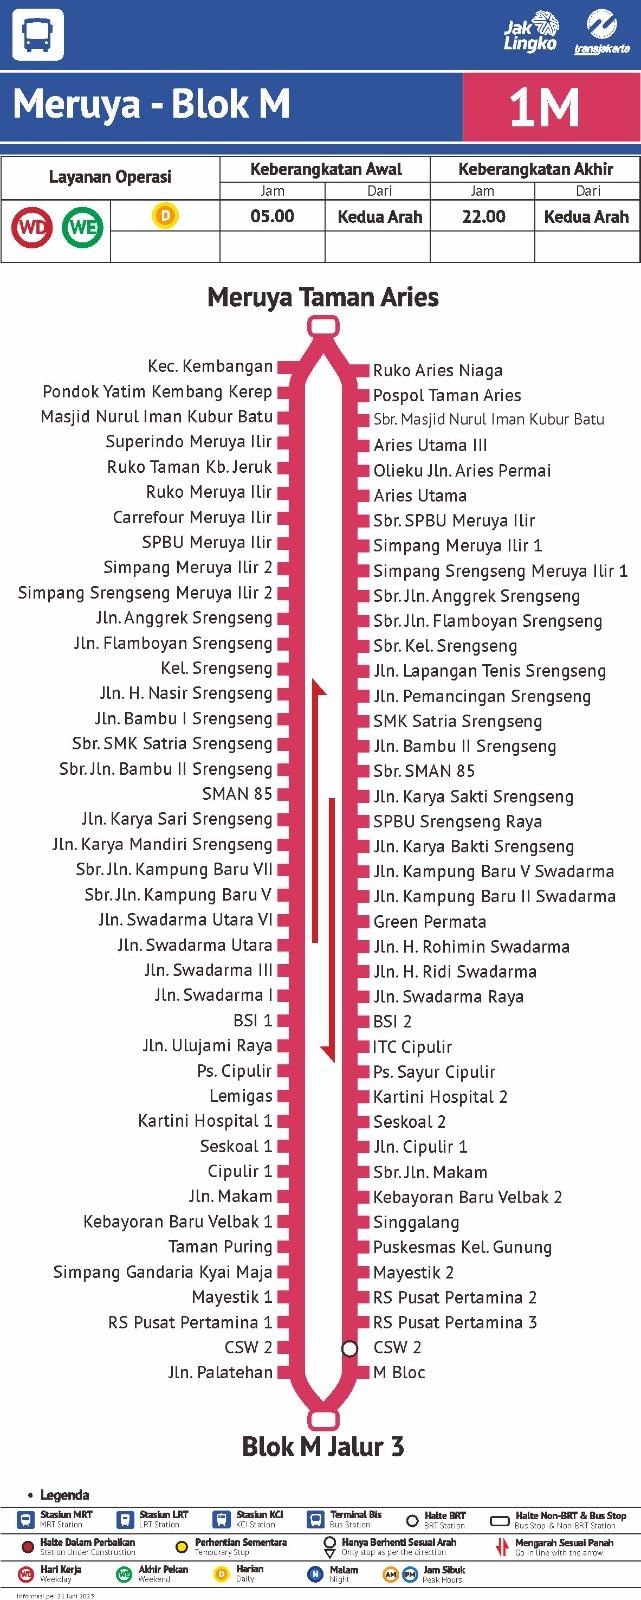 Jak
Lingko
transjakarta
Meruya - Blok M
1M
Layanan Operasi
Keberangkatan Awal
Keberangkatan Akhir
Jam
Dari
Jam
Dari
WD
WE
D
05.00
Kedua Arah
22.00
Kedua Arah
Meruya Taman Aries
Kec. Kembangan
Pondok Yatim Kembang Kerep
Masjid Nurul Iman Kubur Batu
Superindo Meruya Ilir
Ruko Taman Kb. Jeruk
Ruko Meruya Ilir
Carrefour Meruya Ilir
SPBU Meruya Ilir
Simpang Meruya Ilir 2
Simpang Srengseng Meruya Ilir 2
Jln. Anggrek Srengseng
Jln. Flamboyan Srengseng
Kel. Srengseng
Jln. H. Nasir Srengseng
Jln. Bambu I Srengseng
Sbr. SMK Satria Srengseng
Sbr. Jln. Bambu II Srengseng
SMAN 85
Jln. Karya Sari Srengseng
Jln. Karya Mandiri Srengseng
Sbr. Jln. Kampung Baru VII
Sbr. Jln. Kampung Baru V
Jln. Swadarma Utara VI
Jln. Swadarma Utara
Jln. Swadarma III
Jln. Swadarma I
BSI 1
Jln. Ulujami Raya
Ps. Cipulir
Lemigas
Kartini Hospital 1
Seskoal 1
Cipulir 1
Jln. Makam
Kebayoran Baru Velbak 1
Taman Puring
Simpang Gandaria Kyai Maja
Mayestik 1
RS Pusat Pertamina 1
CSW 2
Jln. Palatehan
Ruko Aries Niaga
Pospol Taman Aries
Sbr. Masjid Nurul Iman Kubur Batu
Aries Utama III
Olieku Jln. Aries Permai
Aries Utama
Sbr. SPBU Meruya Ilir
Simpang Meruya Ilir 1
Simpang Srengseng Meruya Ilir 1
Sbr. Jln. Anggrek Srengseng
Sbr. Jln. Flamboyan Srengseng
Sbr. Kel. Srengseng
Jln. Lapangan Tenis Srengseng
Jln. Pemancingan Srengseng
SMK Satria Srengseng
Jln. Bambu II Srengseng
Sbr. SMAN 85
Jln. Karya Sakti Srengseng
SPBU Srengseng Raya
Jln. Karya Bakti Srengseng
Jln. Kampung Baru V Swadarma
Jln. Kampung Baru II Swadarma
Green Permata
Jln. H. Rohimin Swadarma
Jln. H. Ridi Swadarma
Jln. Swadarma Raya
BSI 2
ITC Cipulir
Ps. Sayur Cipulir
Kartini Hospital 2
Seskoal 2
Jln. Cipulir 1
Sbr. Jln. Makam
Kebayoran Baru Velbak 2
Singgalang
Puskesmas Kel. Gunung
Mayestik 2
RS Pusat Pertamina 2
RS Pusat Pertamina 3
CSW 2
M Bloc
Blok M Jalur 3
• Legenda
Stasiun MRT
MRT Station
Stasiun LRT
LRT Station
Stasiun KCI
KCI Station
Terminal Bis
Bus Station
Halte BRT
BRT Station
Halte Non-BRT & Bus Stop
Bus Stop & Non-BRT Station
Halte Dalam Perbaikan
Station Under Construction
Perhentian Sementara
Temporary Stop
Hanya Berhenti Sesuai Arah
Only stop as per the direction
Mengarah Sesuai Panah
Go in line with the arrow
WD
Hari Kerja
Weekday
WE
Akhir Pekan
Weekend
D
Harian
Daily
N
Malam
Night
AM
PM
Jam Sibuk
Peak Hours
Informasi per 21 Juni 2023